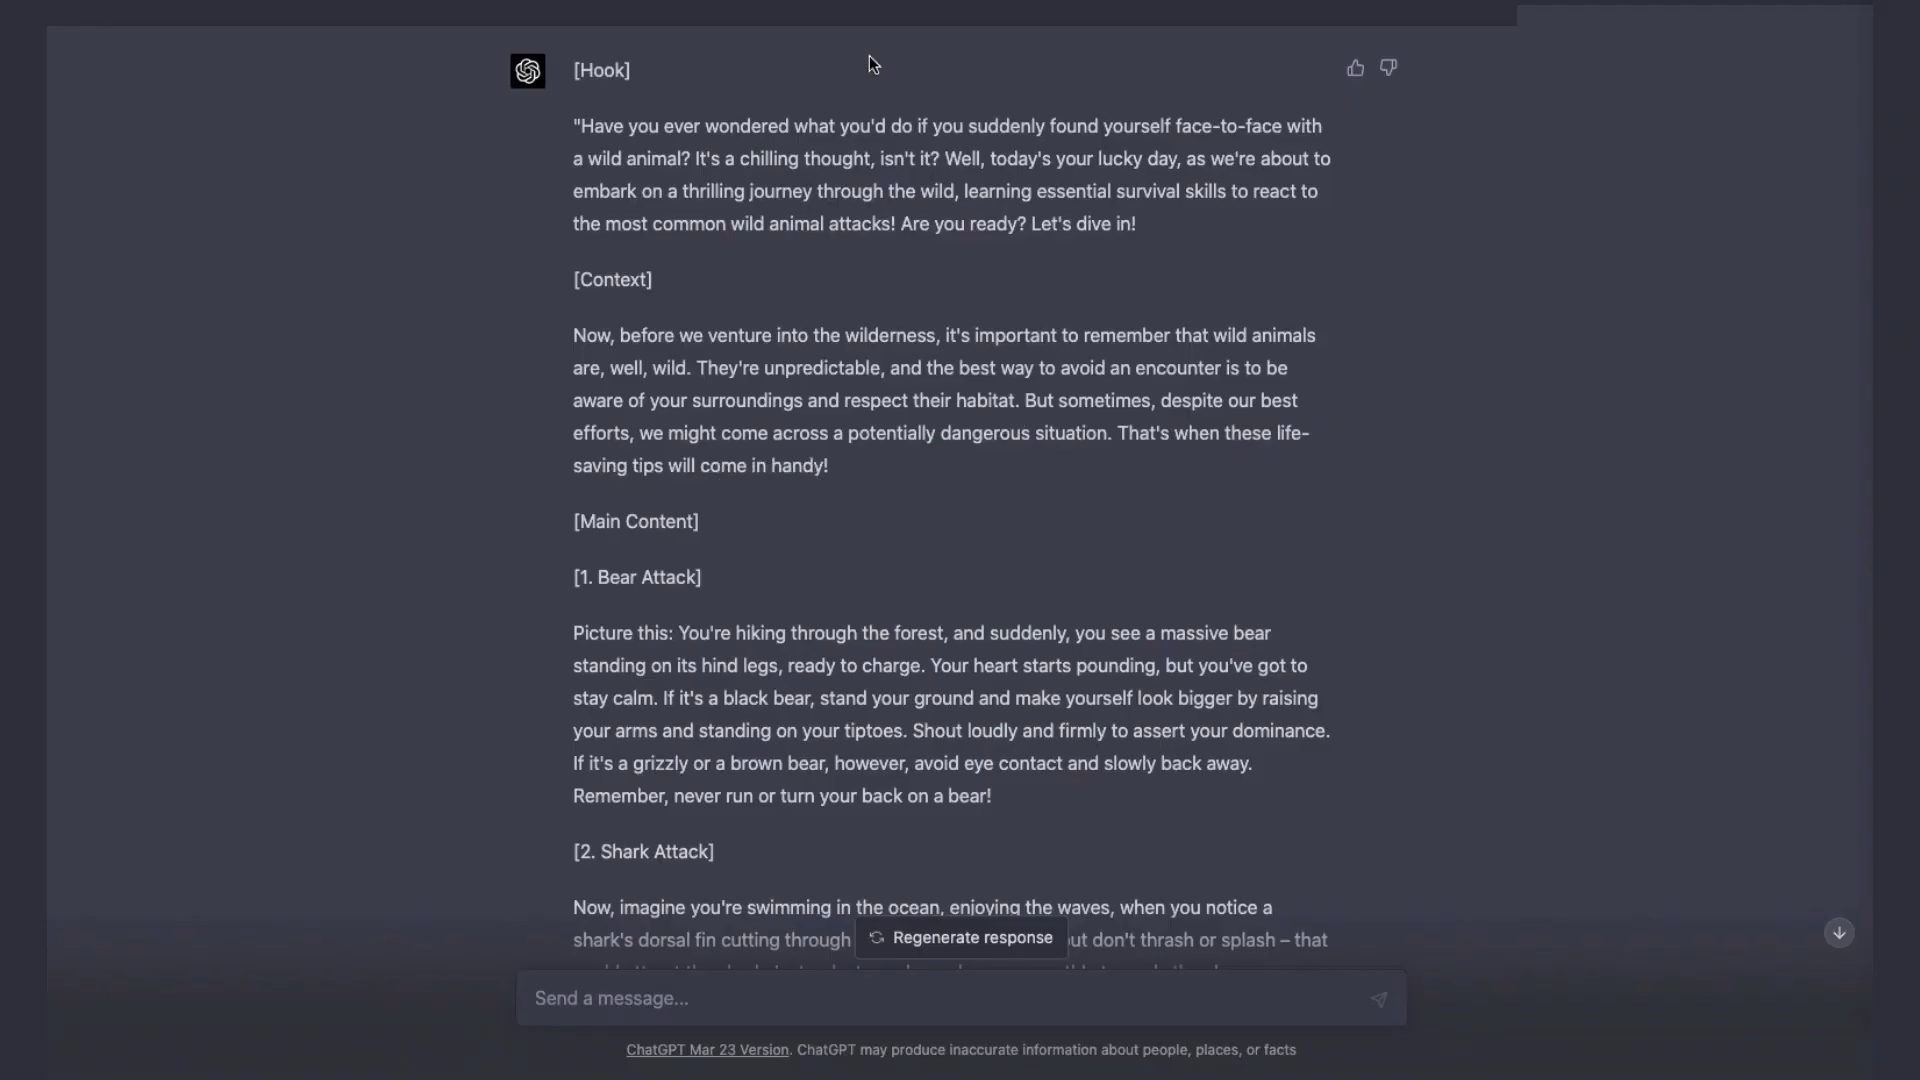 [Hook]
"Have you ever wondered what you'd do if you suddenly found yourself face-to-face with
a wild animal? It's a chilling thought, isn't it? Well, today's your lucky day, as we're about to
embark on a thrilling journey through the wild, learning essential survival skills to react to
the most common wild animal attacks! Are you ready? Let's dive in!
[Context]
Now, before we venture into the wilderness, it's important to remember that wild animals
are, well, wild. They're unpredictable, and the best way to avoid an encounter is to be
aware of your surroundings and respect their habitat. But sometimes, despite our best
efforts, we might come across a potentially dangerous situation. That's when these life-
saving tips will come in handy!
[Main Content]
[1. Bear Attack]
Picture this: You're hiking through the forest, and suddenly, you see a massive bear
standing on its hind legs, ready to charge. Your heart starts pounding, but you've got to
stay calm. If it's a black bear, stand your ground and make yourself look bigger by raising
your arms and standing on your tiptoes. Shout loudly and firmly to assert your dominance.
If it's a grizzly or a brown bear, however, avoid eye contact and slowly back away.
Remember, never run or turn your back on a bear!
[2. Shark Attack]
Now, imagine you're swimming in the ocean, enjoying the waves, when you notice a
shark's dorsal fin cutting through
Regenerate response
but don't thrash or splash – that
Send a message...
ChatGPT Mar 23 Version. ChatGPT may produce inaccurate information about people, places, or facts